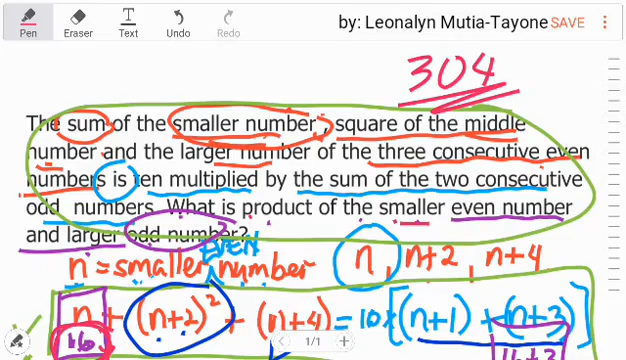 Pen Eraser Text Undo Redo by: Leonalyn Mutia-Tayone SAVE
304
The sum of the smaller number , square of the middle
number and the larger number of the three consecutive even
numbers is ten multiplied by the sum of the two consecutive
odd numbers. What is product of the smaller even number
and larger odd number?
EVEN
n = smaller number n, n+2, n+4
n + (n+2)² + (n+4) = 10 [(n+1) + (n+3)]
16
1/1